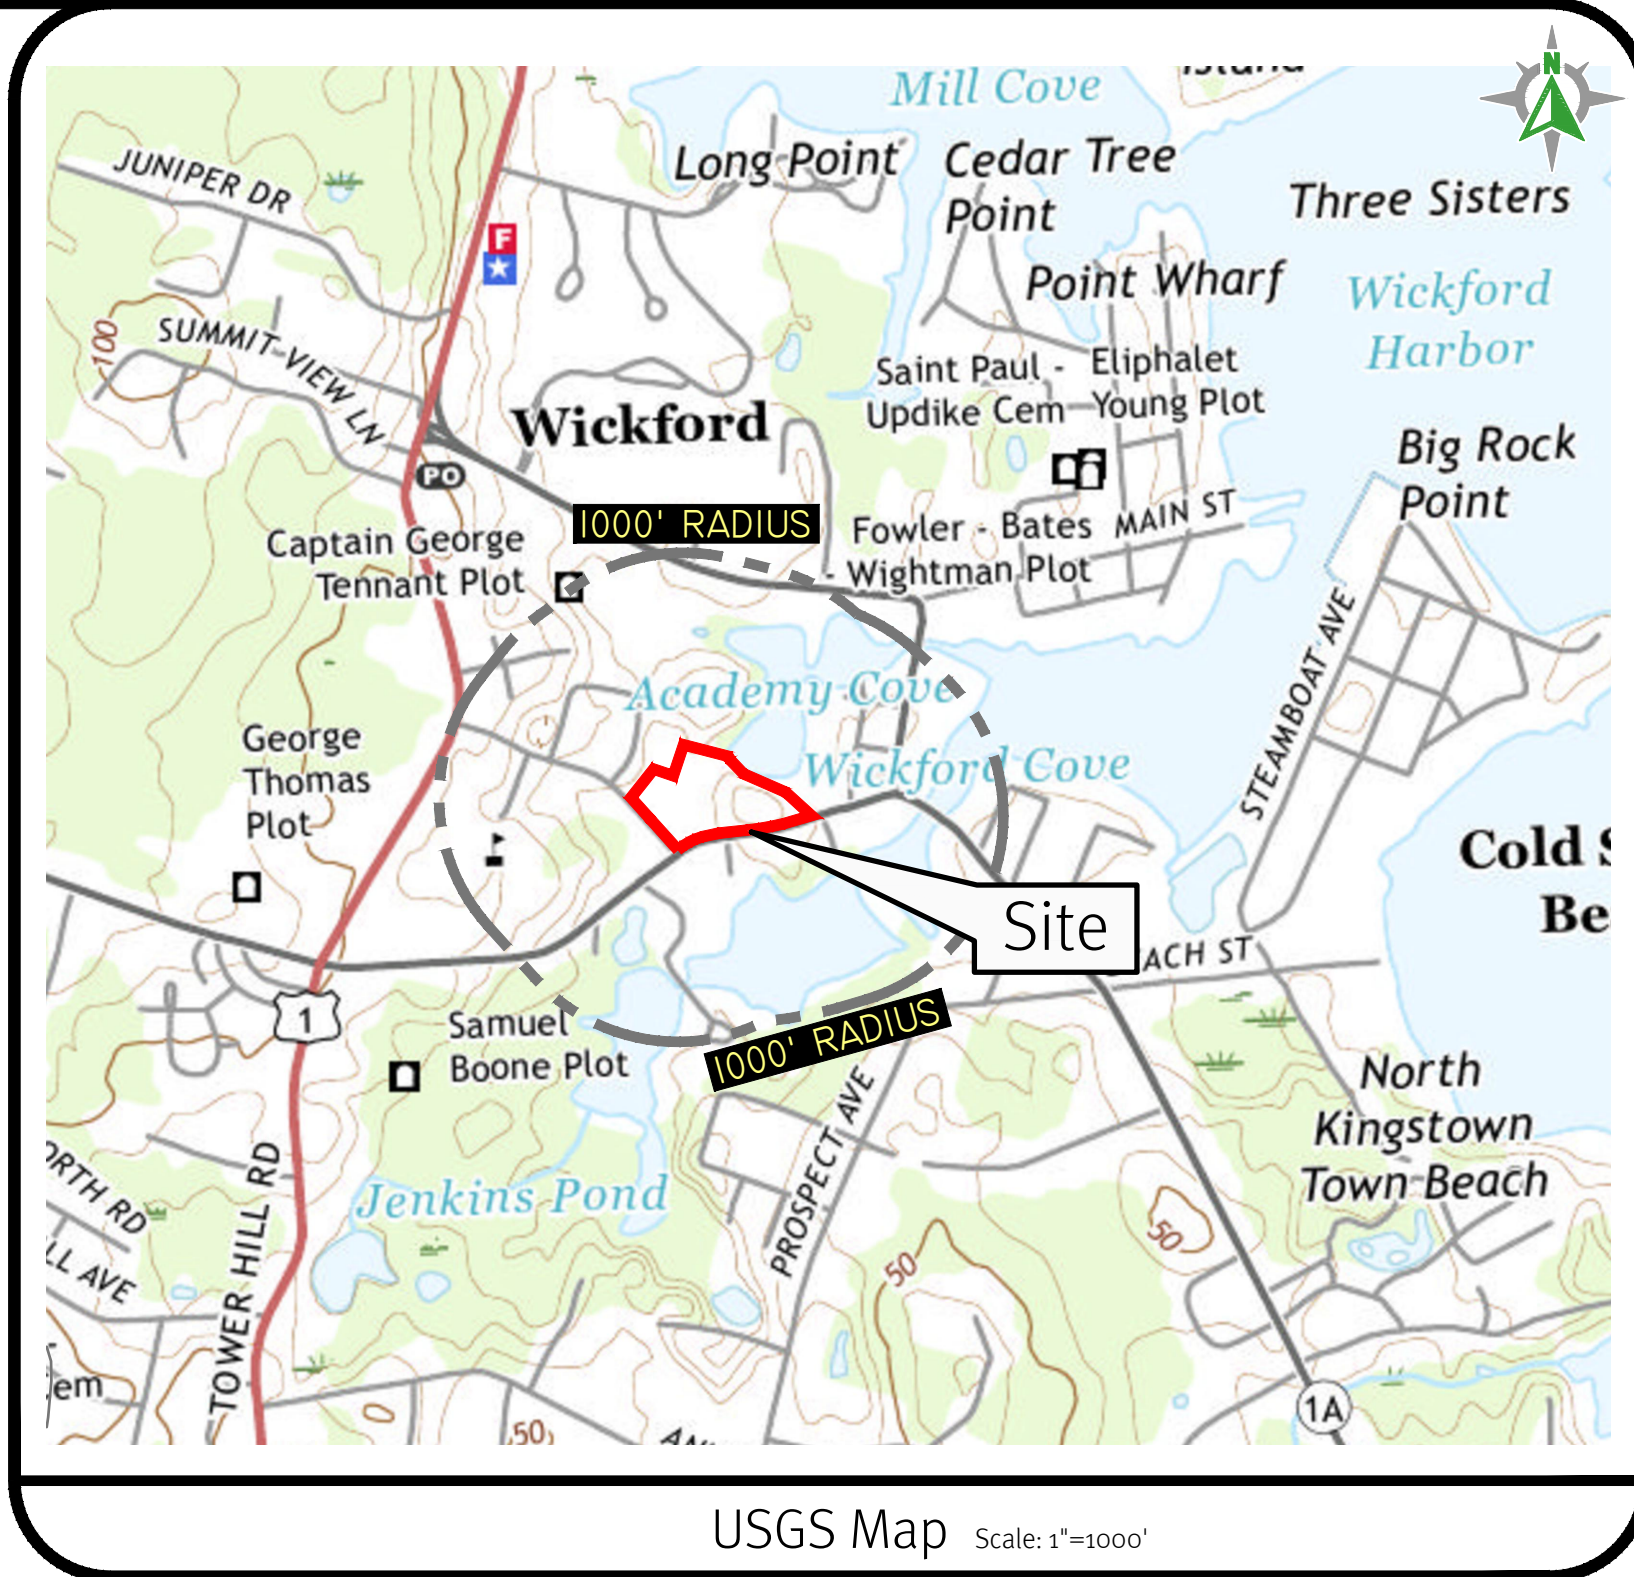 Mill Cove
Island
N
Long Point
Cedar Tree
Point
Three Sisters
JUNIPER DR
F
Point Wharf
Wickford
Harbor
100
SUMMIT VIEW LN
Saint Paul -
Updike Cem
Eliphalet
Young Plot
Wickford
Big Rock
Point
PO
1000' RADIUS
MAIN ST
Captain George
Tennant Plot
Fowler - Bates
- Wightman Plot
STEAMBOAT AVE
Academy Cove
George
Thomas
Plot
Wickford Cove
Cold S
Be
Site
EACH ST
1
Samuel
Boone Plot
1000' RADIUS
North
Kingstown
Town Beach
PROSPECT AVE
ORTH RD
TOWER HILL RD
Jenkins Pond
50
50
LL AVE
em
50
1A
USGS Map Scale: 1"=1000'